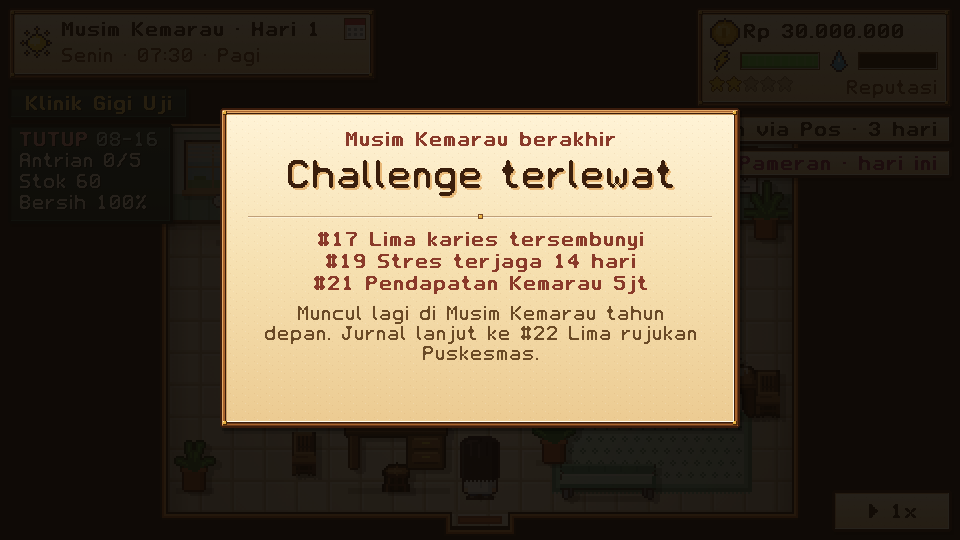 Musim Kemarau · Hari 1
Senin · 07:30 · Pagi
Rp 30.000.000
Reputasi
Klinik Gigi Uji
TUTUP 08-16
Antrian 0/5
Stok 60
Bersih 100%
via Pos · 3 hari
Pameran · hari ini
Musim Kemarau berakhir
Challenge terlewat
#17 Lima karies tersembunyi
#19 Stres terjaga 14 hari
#21 Pendapatan Kemarau 5jt
Muncul lagi di Musim Kemarau tahun
depan. Jurnal lanjut ke #22 Lima rujukan
Puskesmas.
1x